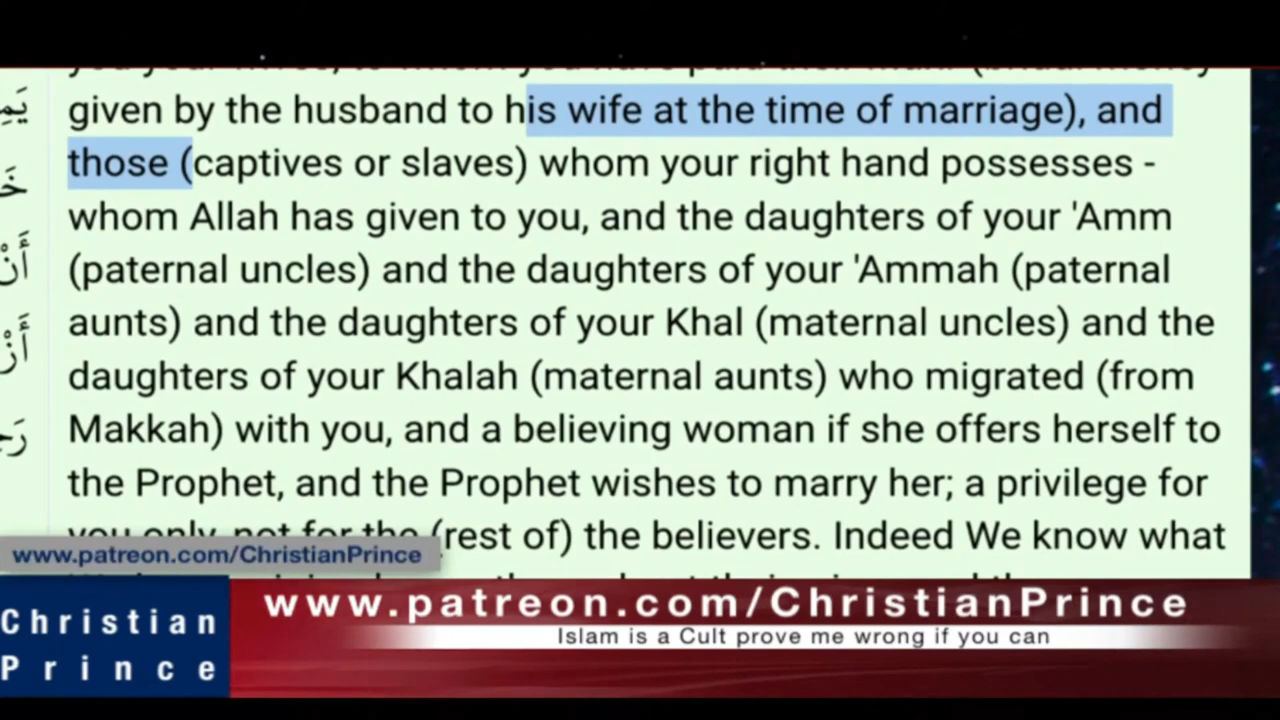 given by the husband to his wife at the time of marriage), and
those (captives or slaves) whom your right hand possesses -
whom Allah has given to you, and the daughters of your 'Amm
(paternal uncles) and the daughters of your 'Ammah (paternal
aunts) and the daughters of your Khal (maternal uncles) and the
daughters of your Khalah (maternal aunts) who migrated (from
Makkah) with you, and a believing woman if she offers herself to
the Prophet, and the Prophet wishes to marry her; a privilege for
you only, not for the (rest of) the believers. Indeed We know what
www.patreon.com/ChristianPrince
Christian
Prince
www.patreon.com/ChristianPrince
Islam is a Cult prove me wrong if you can